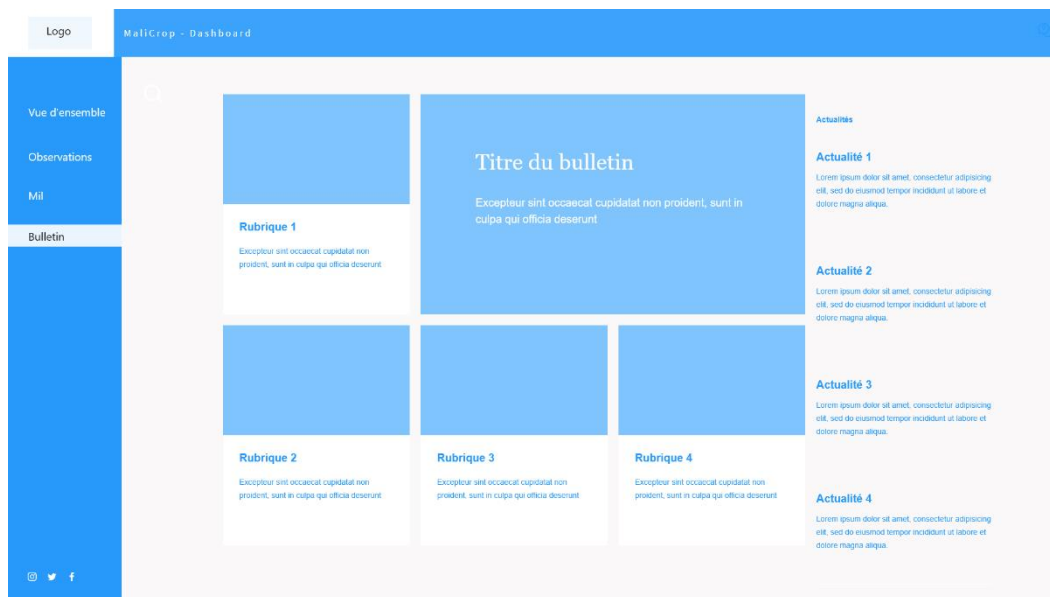 Logo
MaliCrop - Dashboard
Vue d'ensemble
Observations
Mil
Bulletin
Rubrique 1
Excepteur sint occaecat cupidatat non
proident, sunt in culpa qui officia deserunt
Titre du bulletin
Excepteur sint occaecat cupidatat non proident, sunt in
culpa qui officia deserunt
Rubrique 2
Excepteur sint occaecat cupidatat non
proident, sunt in culpa qui officia deserunt
Rubrique 3
Excepteur sint occaecat cupidatat non
proident, sunt in culpa qui officia deserunt
Rubrique 4
Excepteur sint occaecat cupidatat non
proident, sunt in culpa qui officia deserunt
Actualités
Actualité 1
Lorem ipsum dolor sit amet, consectetur adipisicing
elit, sed do eiusmod tempor incididunt ut labore et
dolore magna aliqua.
Actualité 2
Lorem ipsum dolor sit amet, consectetur adipisicing
elit, sed do eiusmod tempor incididunt ut labore et
dolore magna aliqua.
Actualité 3
Lorem ipsum dolor sit amet, consectetur adipisicing
elit, sed do eiusmod tempor incididunt ut labore et
dolore magna aliqua.
Actualité 4
Lorem ipsum dolor sit amet, consectetur adipisicing
elit, sed do eiusmod tempor incididunt ut labore et
dolore magna aliqua.